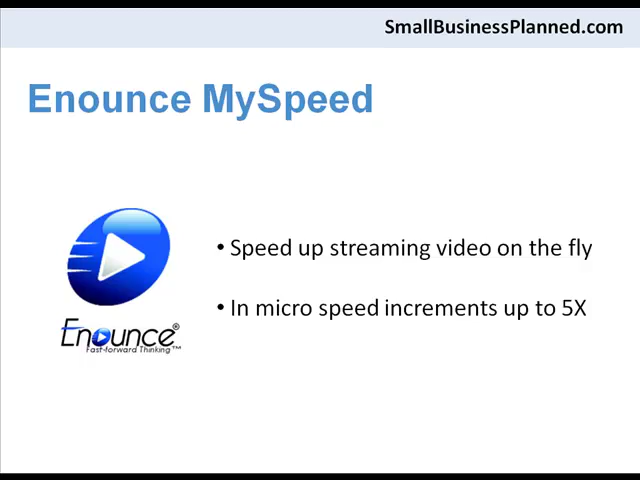 SmallBusinessPlanned.com
Enounce MySpeed
• Speed up streaming video on the fly
• In micro speed increments up to 5X
Enounce®
Fast-forward Thinking™